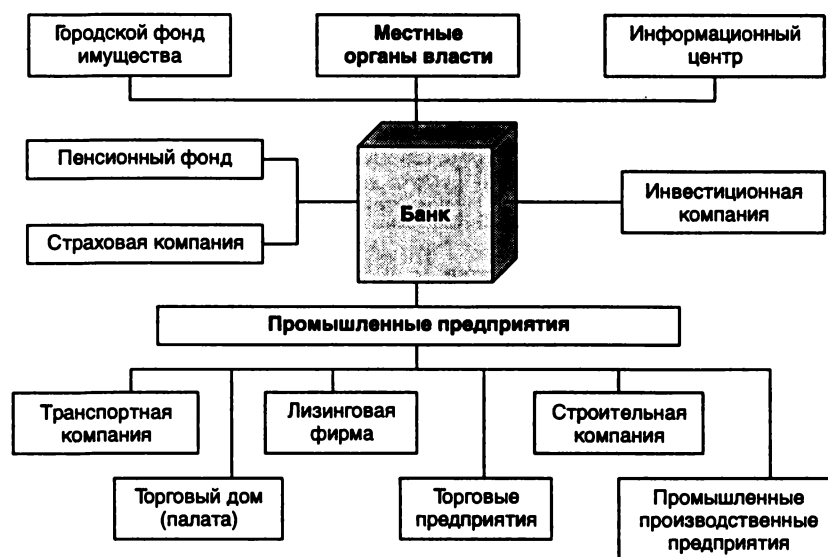 Городской фонд
имущества
Местные
органы власти
Информационный
центр
Пенсионный фонд
Страховая компания
Банк
Инвестиционная
компания
Промышленные предприятия
Транспортная
компания
Лизинговая
фирма
Строительная
компания
Торговый дом
(палата)
Торговые
предприятия
Промышленные
производственные
предприятия